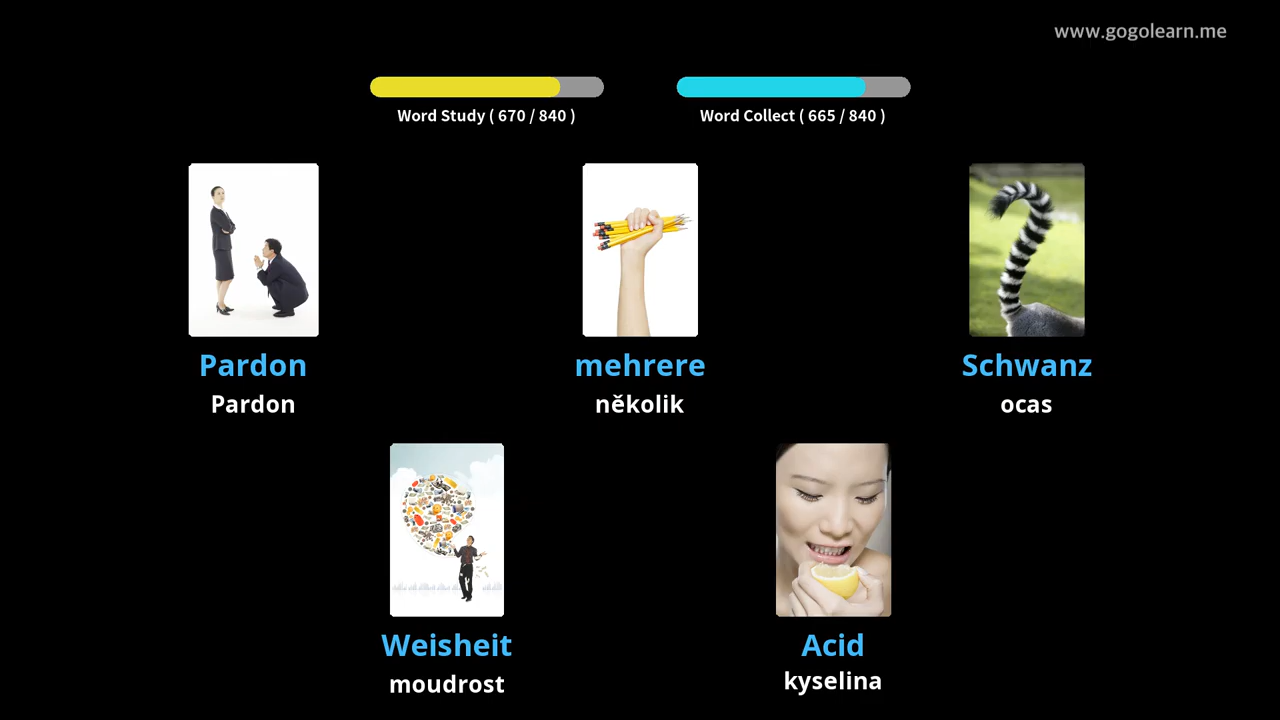 www.gogolearn.me
Word Study ( 670 / 840 )
Word Collect ( 665 / 840 )
Pardon
Pardon
mehrere
několik
Schwanz
ocas
Weisheit
moudrost
Acid
kyselina